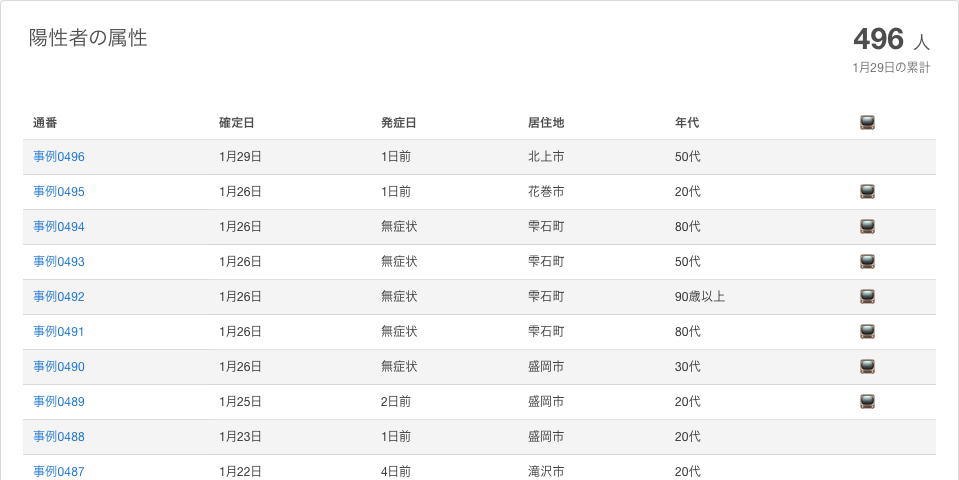 陽性者の属性
496 人
1月29日の累計
通番 確定日 発症日 居住地 年代
事例0496 1月29日 1日前 北上市 50代
事例0495 1月26日 1日前 花巻市 20代
事例0494 1月26日 無症状 雫石町 80代
事例0493 1月26日 無症状 雫石町 50代
事例0492 1月26日 無症状 雫石町 90歳以上
事例0491 1月26日 無症状 雫石町 80代
事例0490 1月26日 無症状 盛岡市 30代
事例0489 1月25日 2日前 盛岡市 20代
事例0488 1月23日 1日前 盛岡市 20代
事例0487 1月22日 4日前 滝沢市 20代